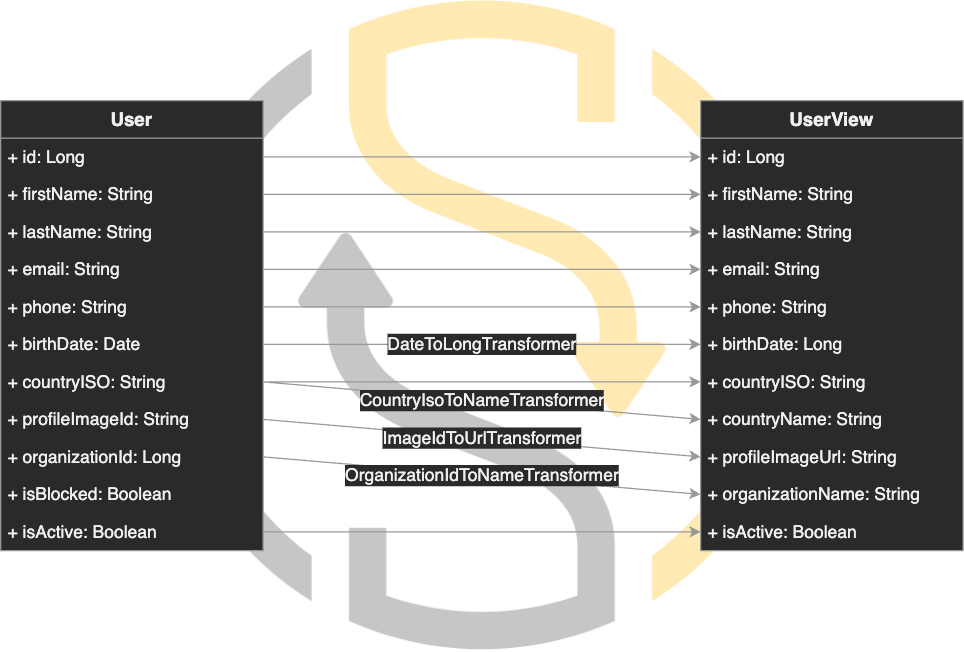 User
+ id: Long
+ firstName: String
+ lastName: String
+ email: String
+ phone: String
+ birthDate: Date
+ countryISO: String
+ profileImageId: String
+ organizationId: Long
+ isBlocked: Boolean
+ isActive: Boolean
DateToLongTransformer
CountryIsoToNameTransformer
ImageIdToUrlTransformer
OrganizationIdToNameTransformer
UserView
+ id: Long
+ firstName: String
+ lastName: String
+ email: String
+ phone: String
+ birthDate: Long
+ countryISO: String
+ countryName: String
+ profileImageUrl: String
+ organizationName: String
+ isActive: Boolean